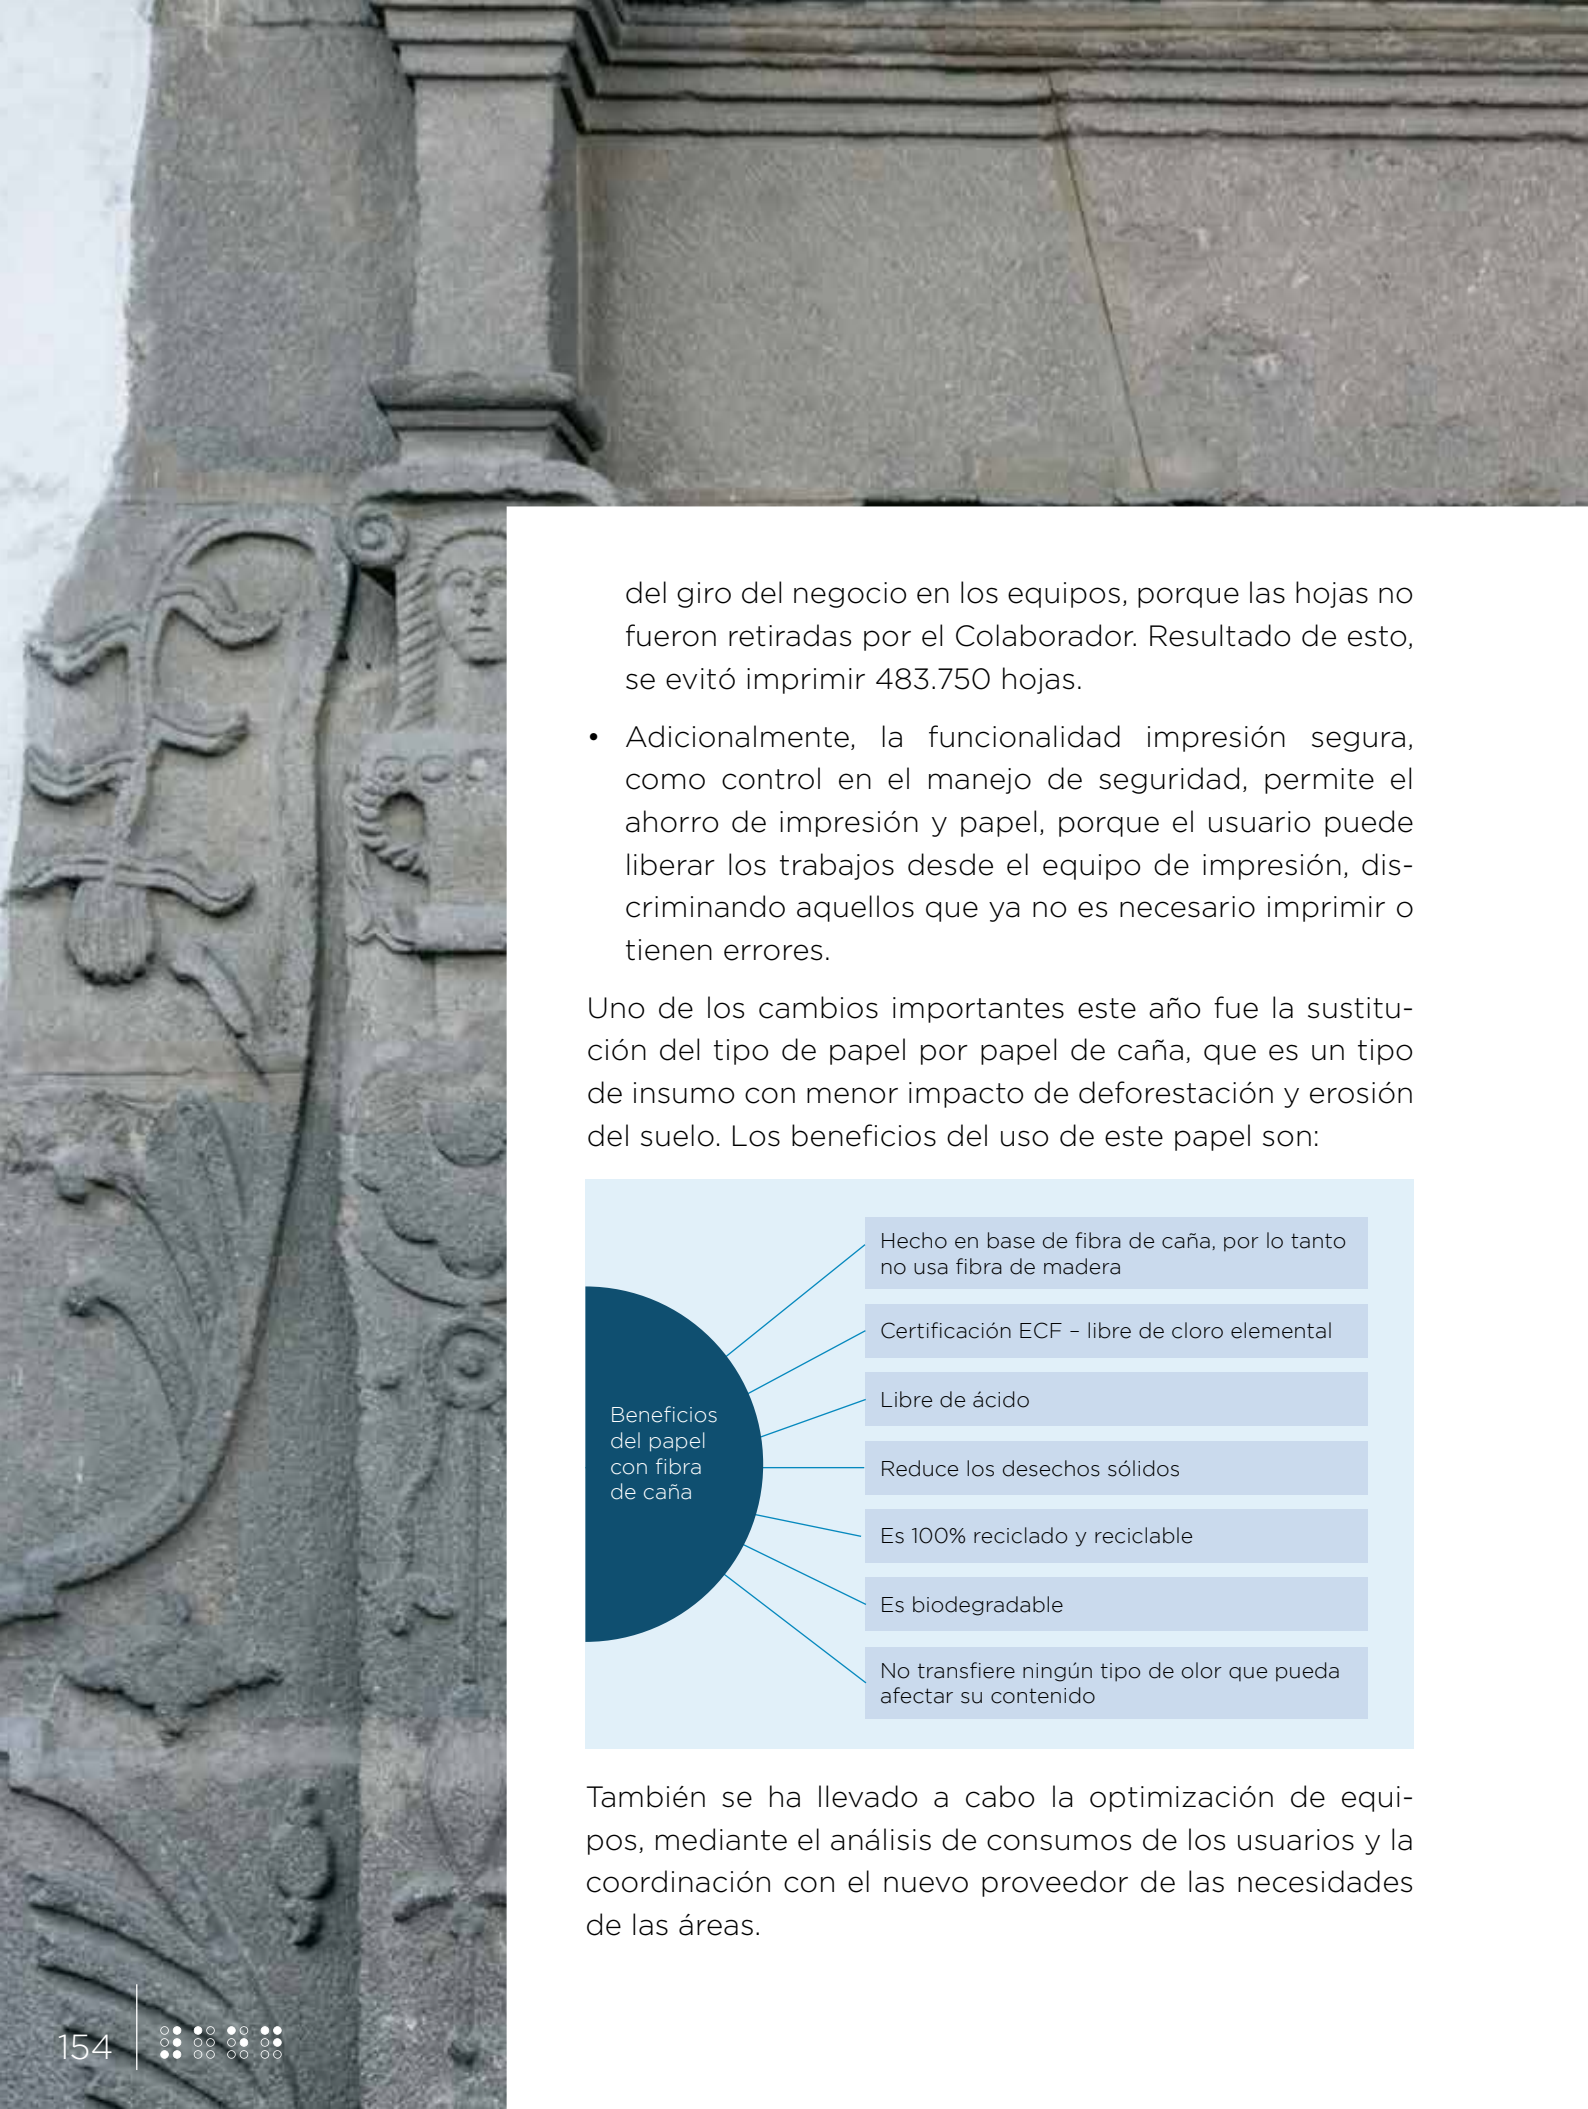 del giro del negocio en los equipos, porque las hojas no
fueron retiradas por el Colaborador. Resultado de esto,
se evitó imprimir 483.750 hojas.
• Adicionalmente, la funcionalidad impresión segura,
como control en el manejo de seguridad, permite el
ahorro de impresión y papel, porque el usuario puede
liberar los trabajos desde el equipo de impresión, dis-
criminando aquellos que ya no es necesario imprimir o
tienen errores.
Uno de los cambios importantes este año fue la sustitu-
ción del tipo de papel por papel de caña, que es un tipo
de insumo con menor impacto de deforestación y erosión
del suelo. Los beneficios del uso de este papel son:
Beneficios
del papel
con fibra
de caña
Hecho en base de fibra de caña, por lo tanto
no usa fibra de madera
Certificación ECF – libre de cloro elemental
Libre de ácido
Reduce los desechos sólidos
Es 100% reciclado y reciclable
Es biodegradable
No transfiere ningún tipo de olor que pueda
afectar su contenido
También se ha llevado a cabo la optimización de equi-
pos, mediante el análisis de consumos de los usuarios y la
coordinación con el nuevo proveedor de las necesidades
de las áreas.
154
⠼⠁⠑⠙